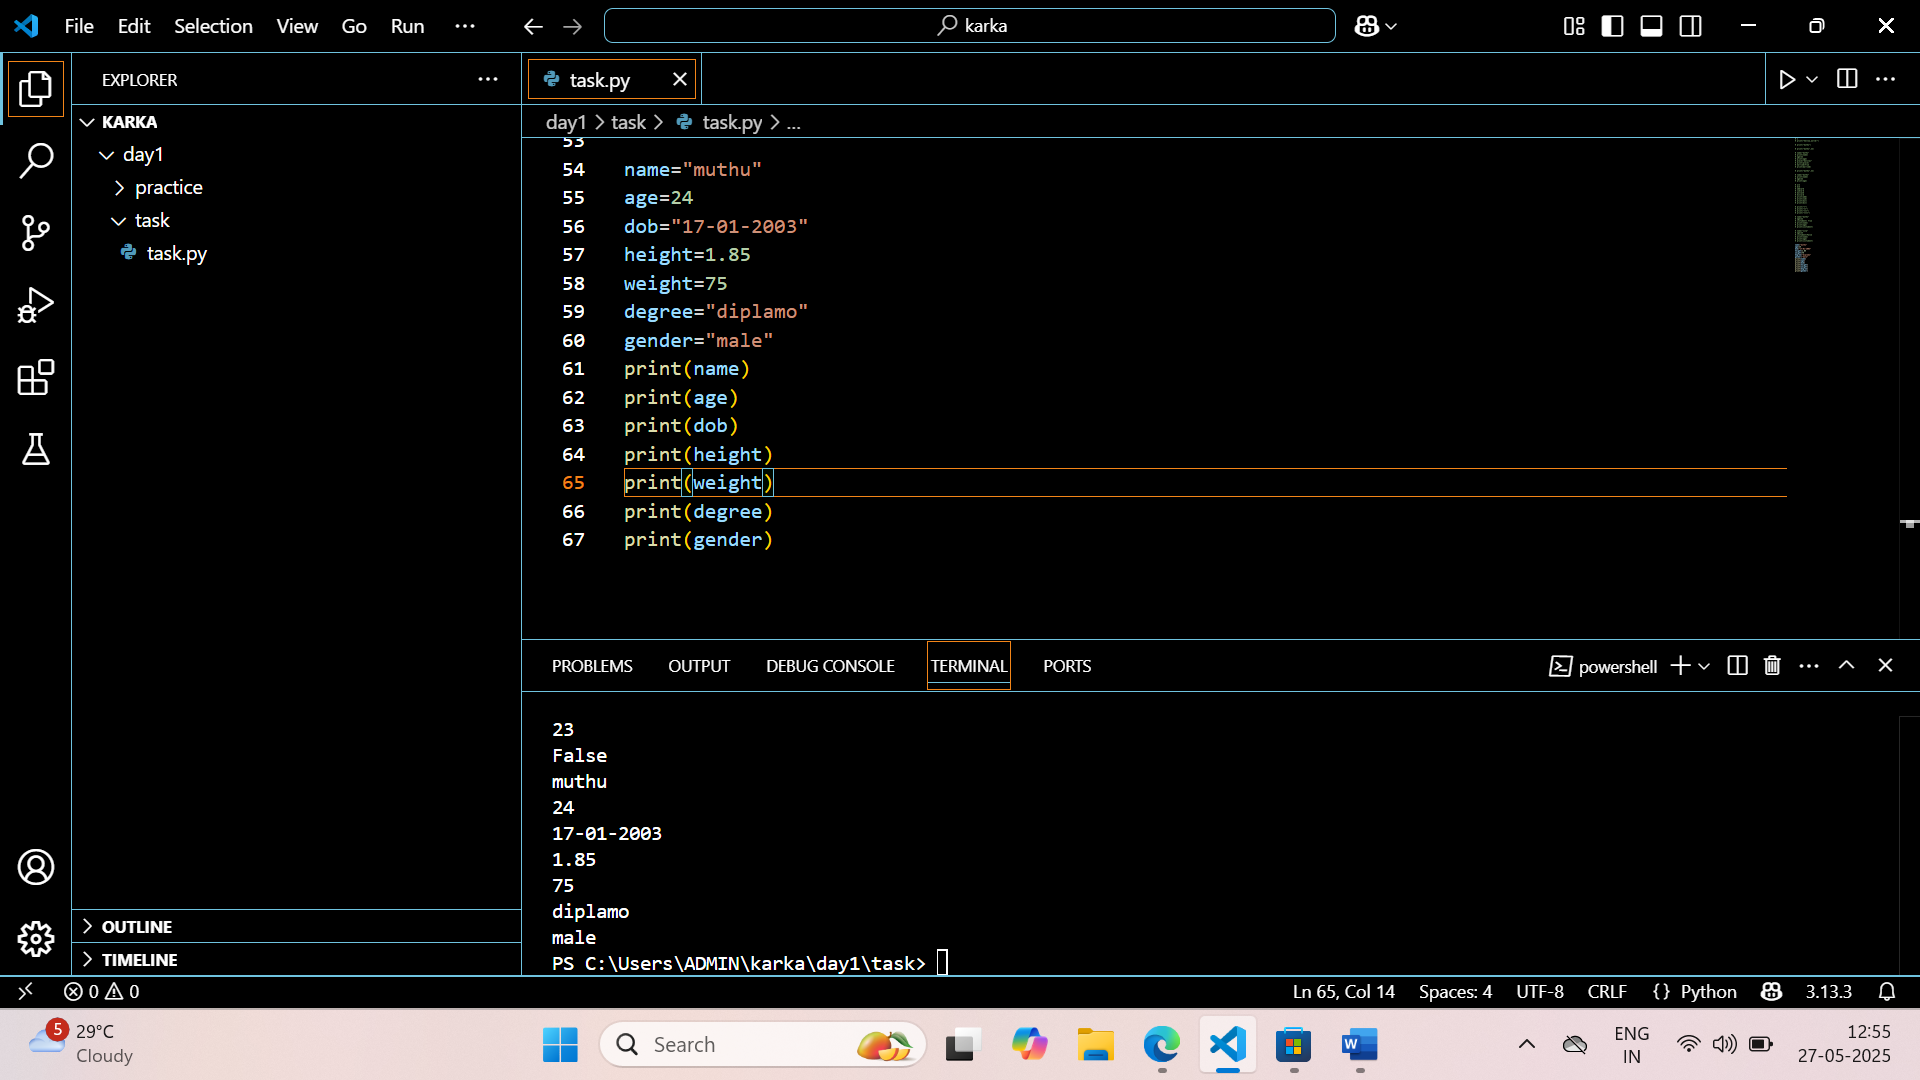 File Edit Selection View Go Run ...
karka
EXPLORER
task.py
KARKA
day1
practice
task
task.py
day1 > task > task.py > ...
53
54 name="muthu"
55 age=24
56 dob="17-01-2003"
57 height=1.85
58 weight=75
59 degree="diplamo"
60 gender="male"
61 print(name)
62 print(age)
63 print(dob)
64 print(height)
65 print(weight)
66 print(degree)
67 print(gender)
PROBLEMS OUTPUT DEBUG CONSOLE TERMINAL PORTS
powershell
23
False
muthu
24
17-01-2003
1.85
75
diplamo
male
PS C:\Users\ADMIN\karka\day1\task>
OUTLINE
TIMELINE
0 0
Ln 65, Col 14 Spaces: 4 UTF-8 CRLF {} Python 3.13.3
5
29°C
Cloudy
Search
W
ENG
IN
12:55
27-05-2025